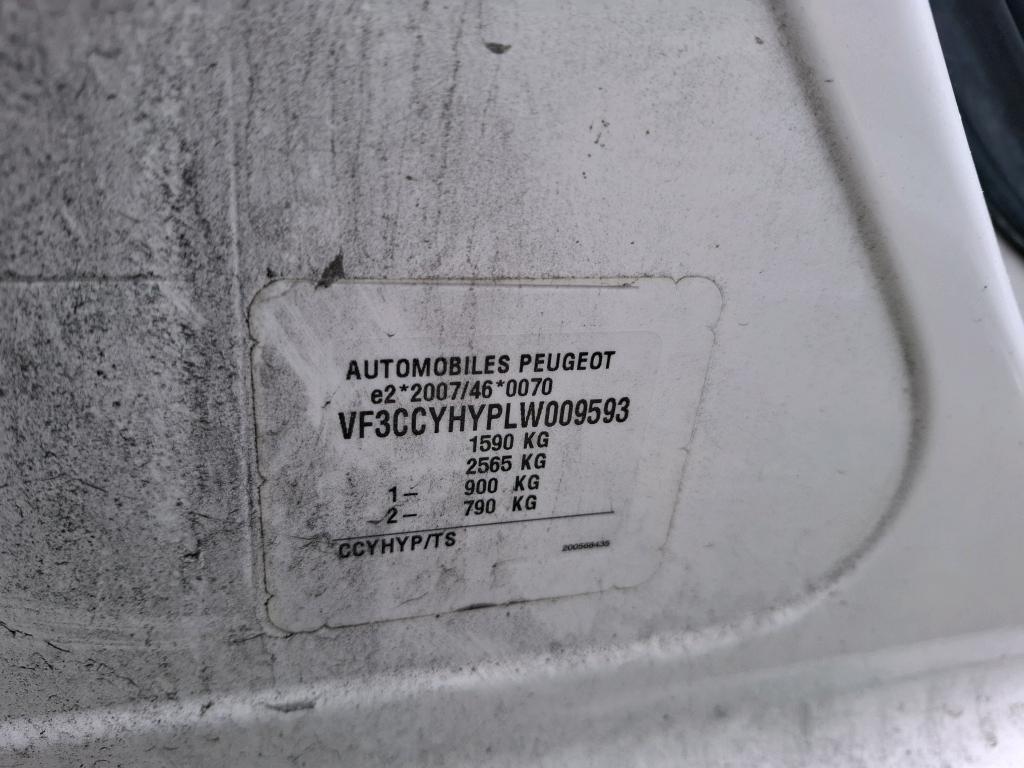 AUTOMOBILES PEUGEOT
e2*2007/46*0070
VF3CCYHYPLW009593
1590 KG
2565 KG
1– 900 KG
2– 790 KG
CCYHYP/TS 200568435